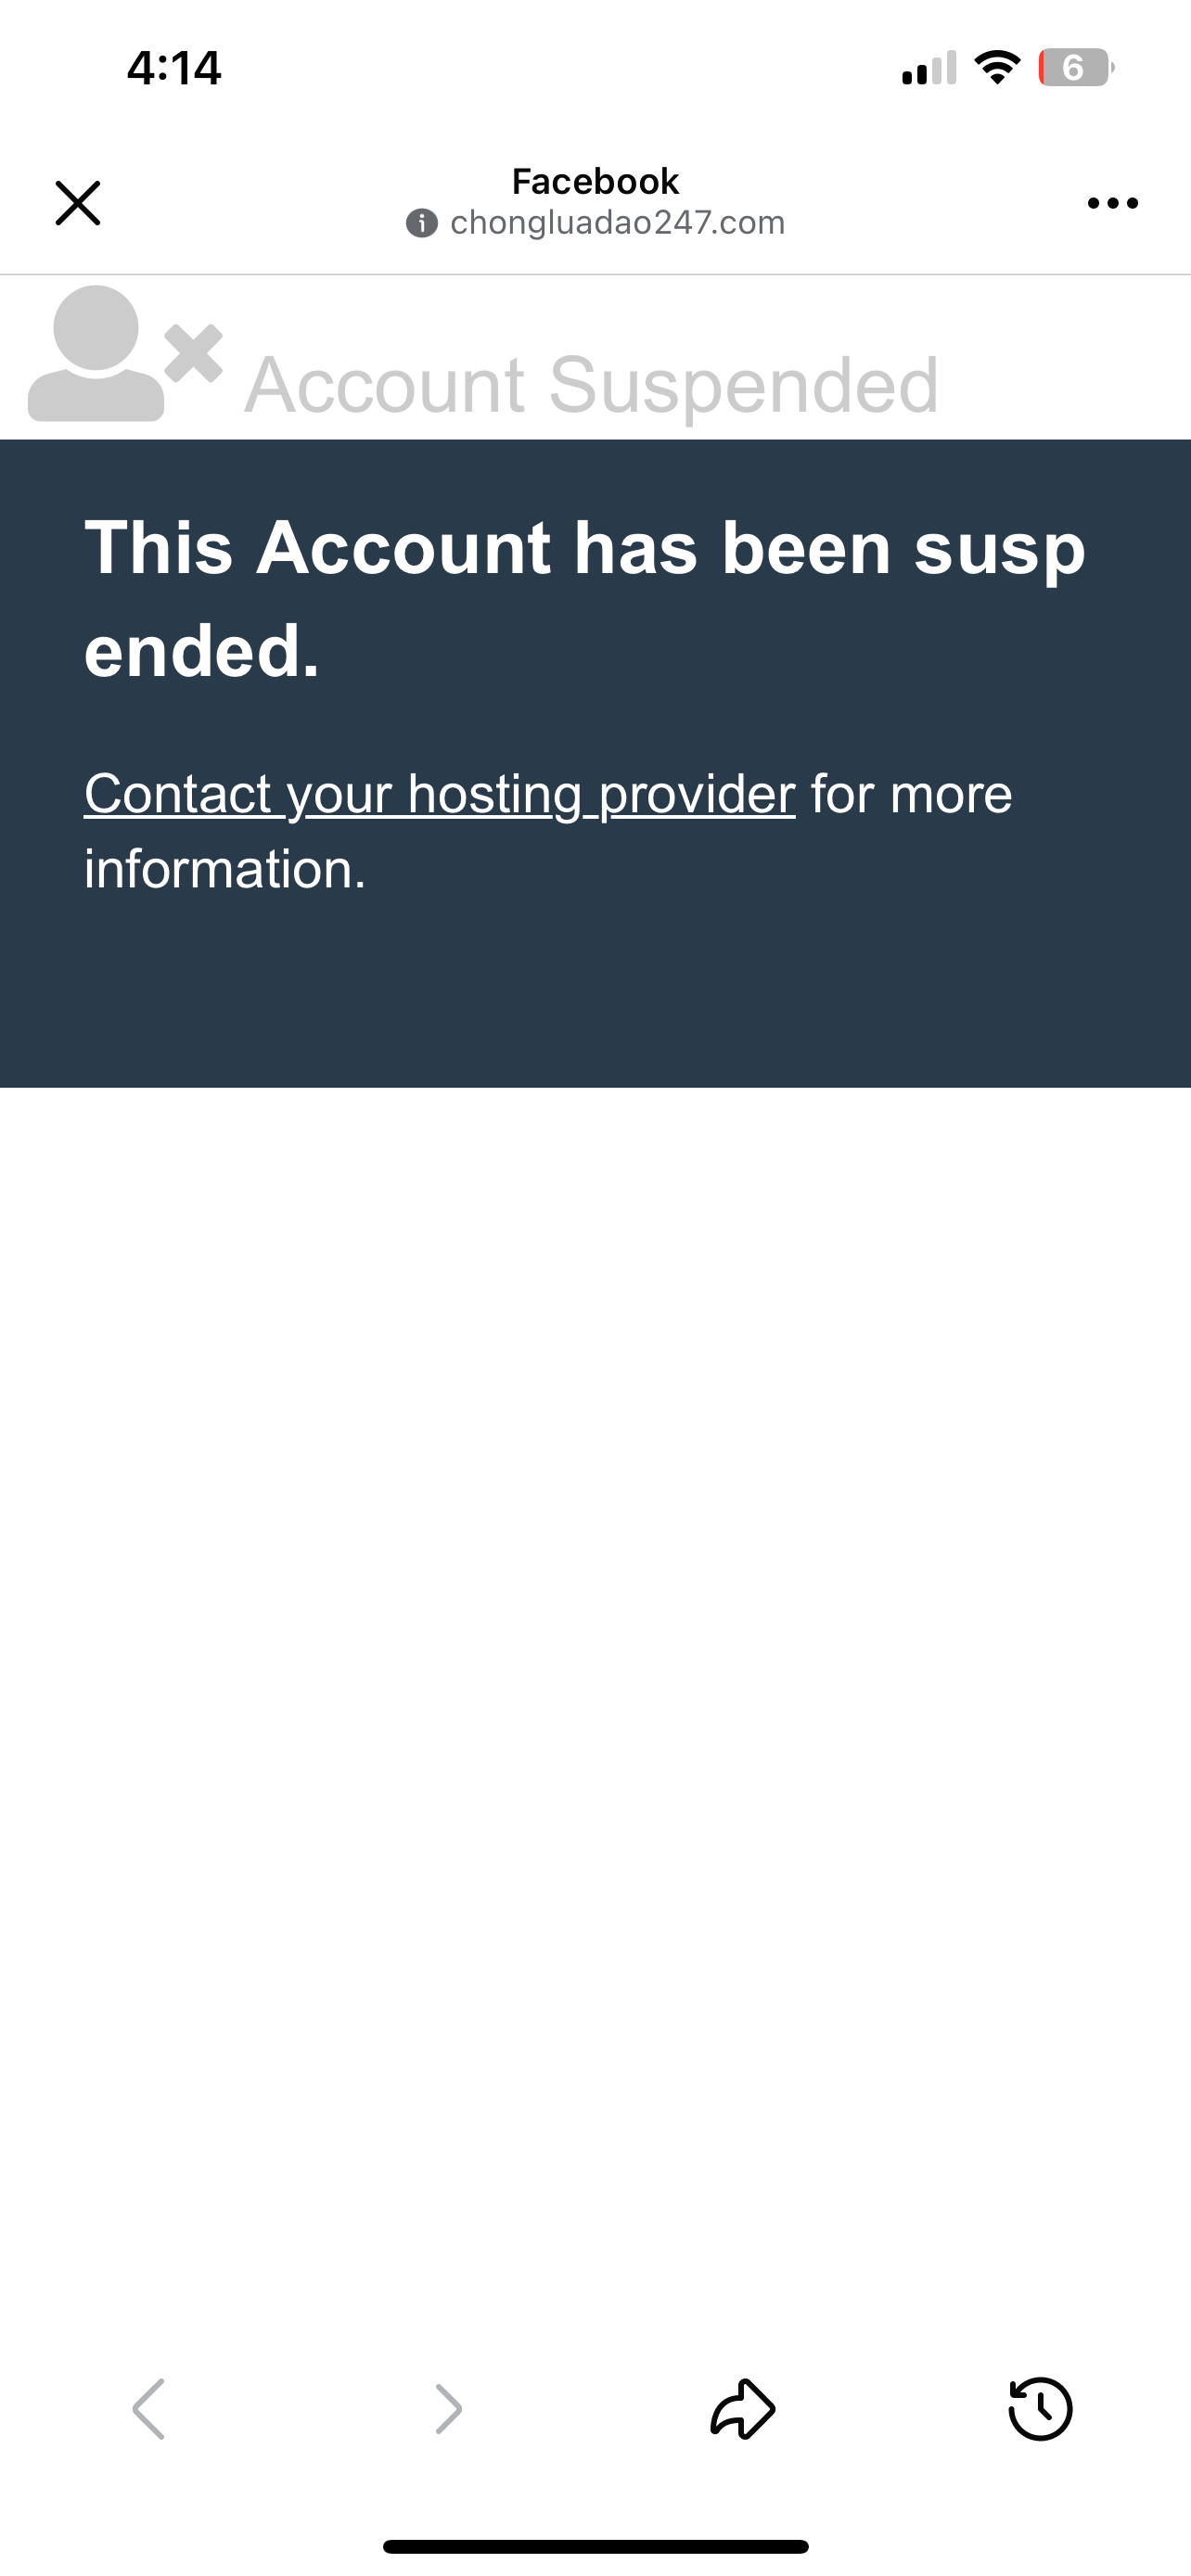 4:14
6
Facebook
chongluadao247.com
Account Suspended
This Account has been susp
ended.
Contact your hosting provider for more
information.